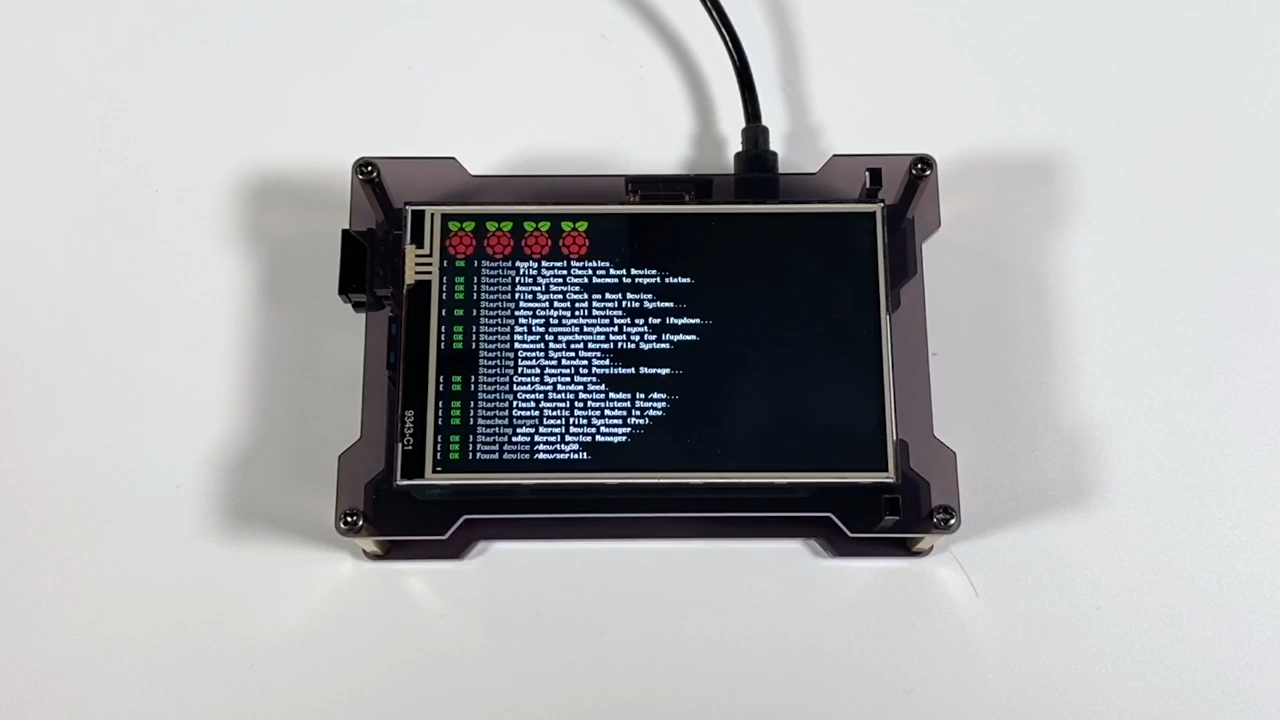 [ OK ] Started Apply Kernel Variables.
Starting File System Check on Root Device...
[ OK ] Started File System Check Daemon to report status.
[ OK ] Started Journal Service.
[ OK ] Started File System Check on Root Device.
Starting Remount Root and Kernel File Systems...
[ OK ] Started udev Coldplug all Devices.
Starting Helper to synchronize boot up for ifupdown...
[ OK ] Started Set the console keyboard layout.
[ OK ] Started Helper to synchronize boot up for ifupdown.
[ OK ] Started Remount Root and Kernel File Systems.
Starting Create System Users...
Starting Load/Save Random Seed...
Starting Flush Journal to Persistent Storage...
[ OK ] Started Create System Users.
[ OK ] Started Load/Save Random Seed.
Starting Create Static Device Nodes in /dev...
[ OK ] Started Flush Journal to Persistent Storage.
[ OK ] Started Create Static Device Nodes in /dev.
[ OK ] Reached target Local File Systems (Pre).
Starting udev Kernel Device Manager...
[ OK ] Started udev Kernel Device Manager.
[ OK ] Found device /dev/ttyS0.
[ OK ] Found device /dev/serial1.
9343-C1